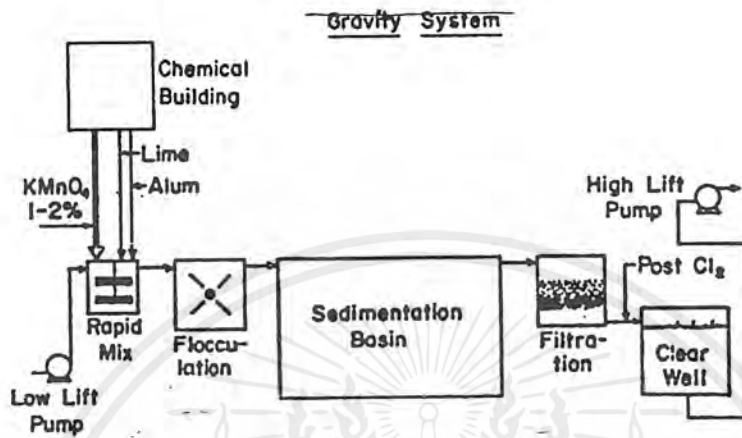 Gravity System
Chemical
Building
Lime
Alum
KMnO4
1-2%
High Lift
Pump
Post Cl2
Rapid
Mix
Floccu-
lation
Sedimentation
Basin
Filtra-
tion
Clear
Well
Low Lift
Pump